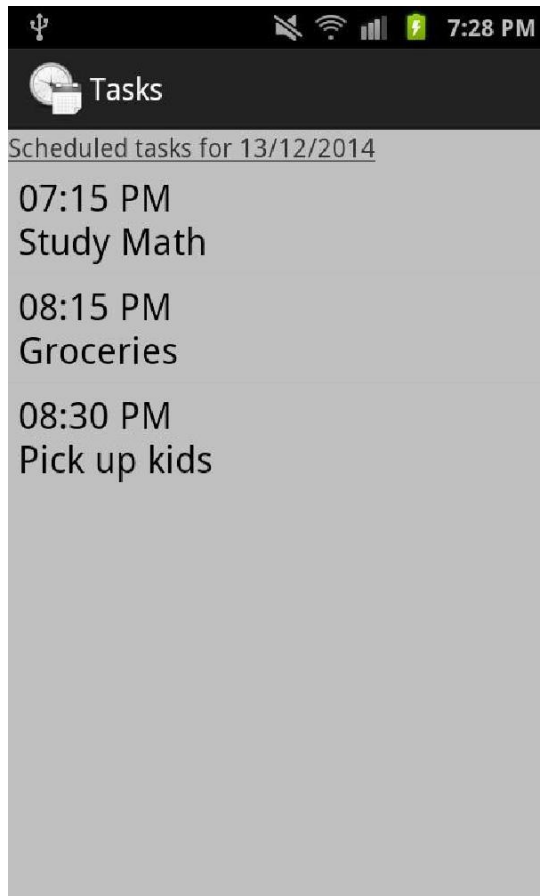 7:28 PM
Tasks
Scheduled tasks for 13/12/2014
07:15 PM
Study Math
08:15 PM
Groceries
08:30 PM
Pick up kids